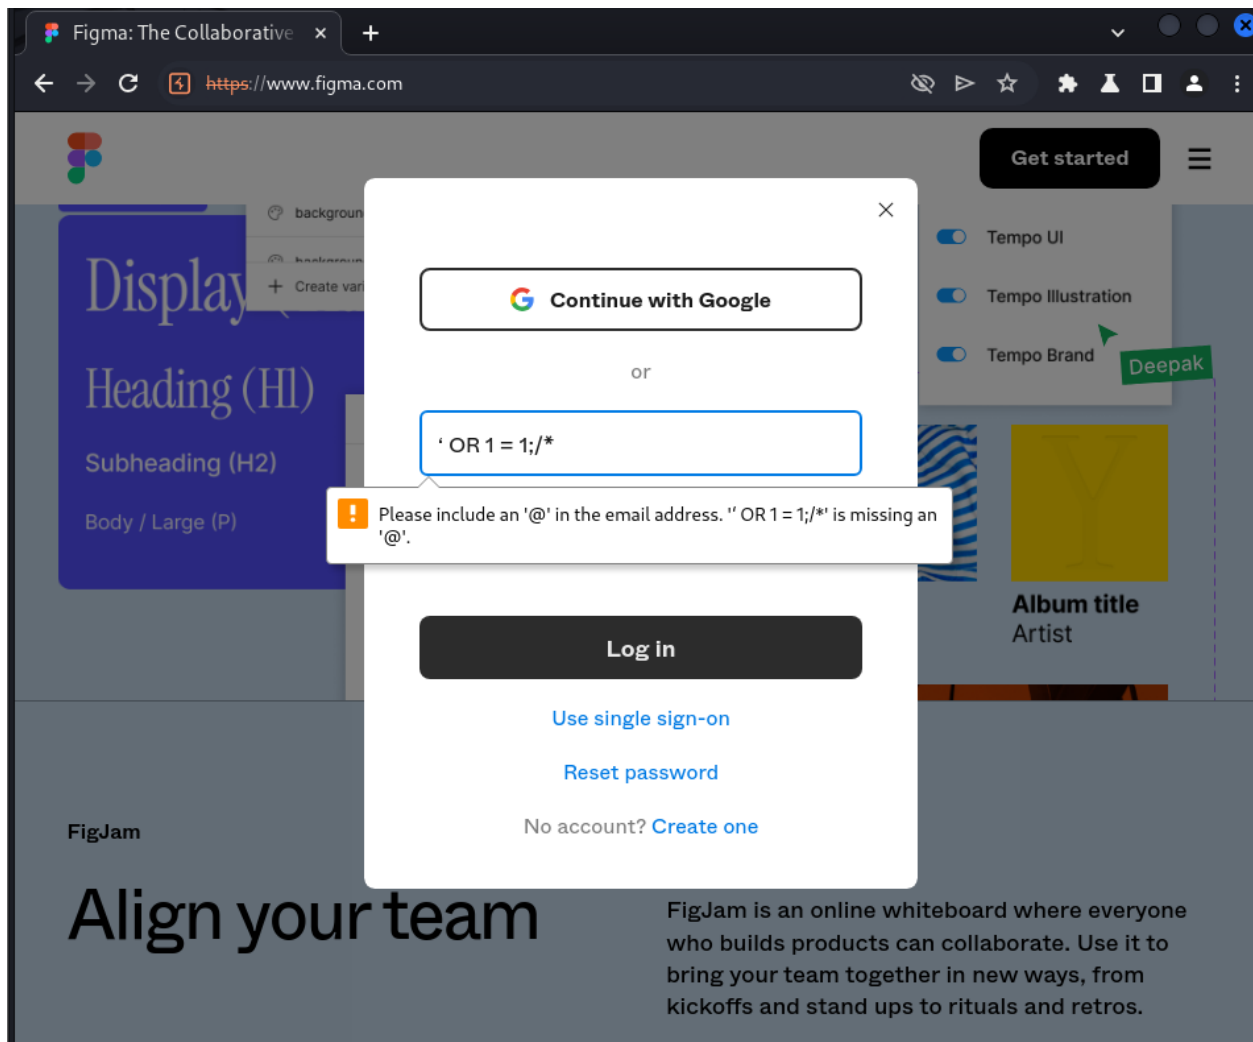 Figma: The Collaborative
https://www.figma.com
Get started
background
Create vari
Display
Heading (H1)
Subheading (H2)
Body / Large (P)
Tempo UI
Tempo Illustration
Tempo Brand
Deepak
Continue with Google
or
‘ OR 1 = 1;/*
Please include an '@' in the email address. '‘ OR 1 = 1;/*' is missing an
'@'.
Log in
Use single sign-on
Reset password
No account? Create one
Y
Album title
Artist
FigJam
Align your team
FigJam is an online whiteboard where everyone
who builds products can collaborate. Use it to
bring your team together in new ways, from
kickoffs and stand ups to rituals and retros.